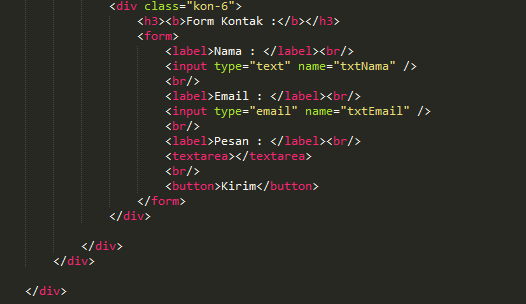 <div class="kon-6">
<h3><b>Form Kontak :</b></h3>
<form>
<label>Nama : </label><br/>
<input type="text" name="txtNama" />
<br/>
<label>Email : </label><br/>
<input type="email" name="txtEmail" />
<br/>
<label>Pesan : </label><br/>
<textarea></textarea>
<br/>
<button>Kirim</button>
</form>
</div>
</div>
</div>
</div>